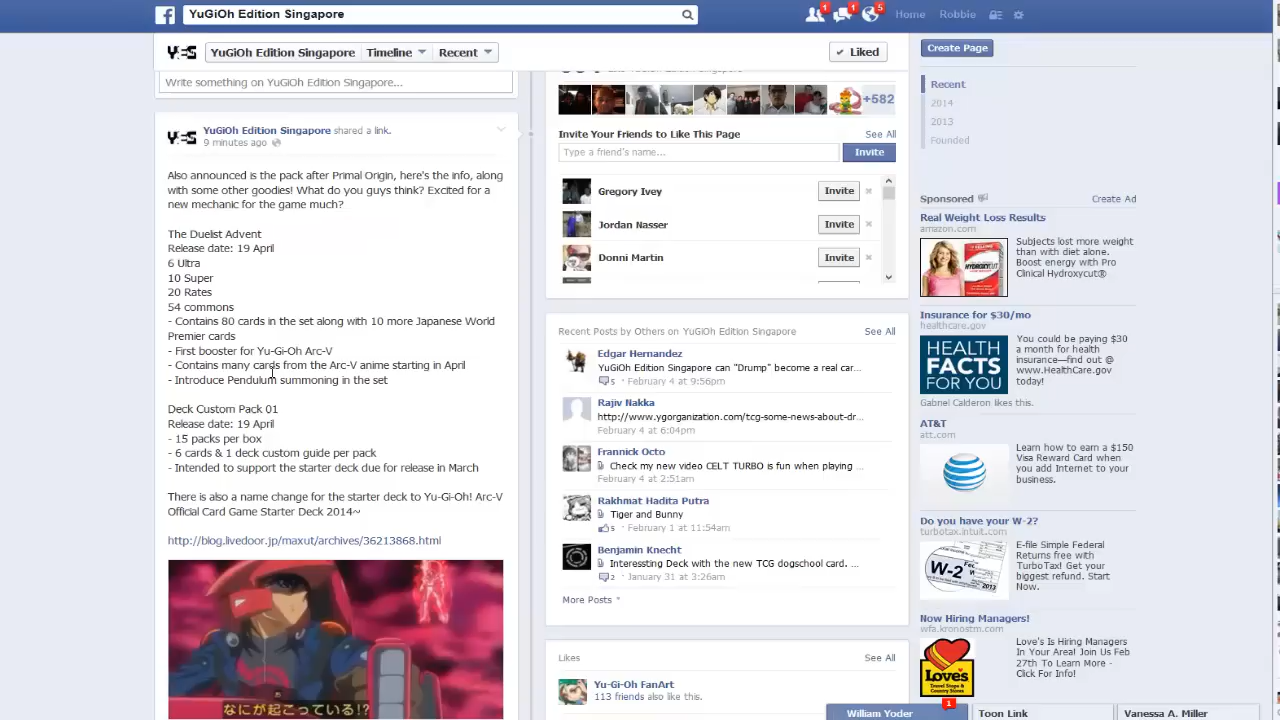 YuGiOh Edition Singapore
1
1
5
Home
Robbie
YuGiOh Edition Singapore
Timeline
Recent
Liked
Create Page
Write something on YuGiOh Edition Singapore...
YuGiOh Edition Singapore shared a link.
9 minutes ago
Also announced is the pack after Primal Origin, here's the info, along
with some other goodies! What do you guys think? Excited for a
new mechanic for the game much?
The Duelist Advent
Release date: 19 April
6 Ultra
10 Super
20 Rates
54 commons
- Contains 80 cards in the set along with 10 more Japanese World
Premier cards
- First booster for Yu-Gi-Oh Arc-V
- Contains many cards from the Arc-V anime starting in April
- Introduce Pendulum summoning in the set
Deck Custom Pack 01
Release date: 19 April
- 15 packs per box
- 6 cards & 1 deck custom guide per pack
- Intended to support the starter deck due for release in March
There is also a name change for the starter deck to Yu-Gi-Oh! Arc-V
Official Card Game Starter Deck 2014~
http://blog.livedoor.jp/maxut/archives/36213868.html
なにが起こっている!?
+582
Invite Your Friends to Like This Page
See All
Type a friend's name...
Invite
Gregory Ivey
Invite
Jordan Nasser
Invite
Donni Martin
Invite
Recent Posts by Others on YuGiOh Edition Singapore
See All
Edgar Hernandez
YuGiOh Edition Singapore can "Drump" become a real car...
5 · February 4 at 9:56pm
Rajiv Nakka
http://www.ygorganization.com/tcg-some-news-about-dr...
February 4 at 6:04pm
Frannick Octo
Check my new video CELT TURBO is fun when playing ...
February 4 at 2:51am
Rakhmat Hadita Putra
Tiger and Bunny
5 · February 1 at 11:54am
Benjamin Knecht
Interessting Deck with the new TCG dogschool card. ...
2 · January 31 at 3:26am
More Posts
Likes
See All
Yu-Gi-Oh FanArt
113 friends also like this.
Recent
2014
2013
Founded
Sponsored
Create Ad
Real Weight Loss Results
amazon.com
HYDROXYCUT
Subjects lost more weight
than with diet alone.
Boost energy with Pro
Clinical Hydroxycut®
Insurance for $30/mo
healthcare.gov
HEALTH
FACTS
FOR YOU
You could be paying $30
a month for health
insurance—find out @
www.HealthCare.gov
today!
Gabriel Calderon likes this.
AT&T
att.com
Learn how to earn a $150
Visa Reward Card when
you add Internet to your
package.
Do you have your W-2?
turbotax.intuit.com
W-2
E-file Simple Federal
Returns free with
TurboTax! Get your
biggest refund. Start
Now.
Now Hiring Managers!
wfa.kronostm.com
Loves
Travel Stops &
Country Stores
Love's Is Hiring Managers
In Your Area! Join Us Feb
27th To Learn More -
Click For Info!
1
William Yoder
Toon Link
Vanessa A. Miller